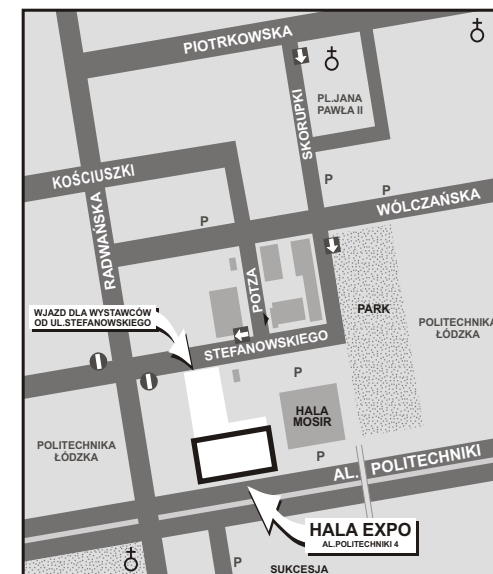 PIOTRKOWSKA
PL.JANA
PAWŁA II
SKORUPKI
KOŚCIUSZKI
P
P
WÓLCZAŃSKA
RADWAŃSKA
P
POTZA
WJAZD DLA WYSTAWCÓW
OD UL.STEFANOWSKIEGO
PARK
POLITECHNIKA
ŁÓDZKA
STEFANOWSKIEGO
P
HALA
MOSIR
POLITECHNIKA
ŁÓDZKA
P
AL. POLITECHNIKI
HALA EXPO
AL.POLITECHNIKI 4
P
SUKCESJA